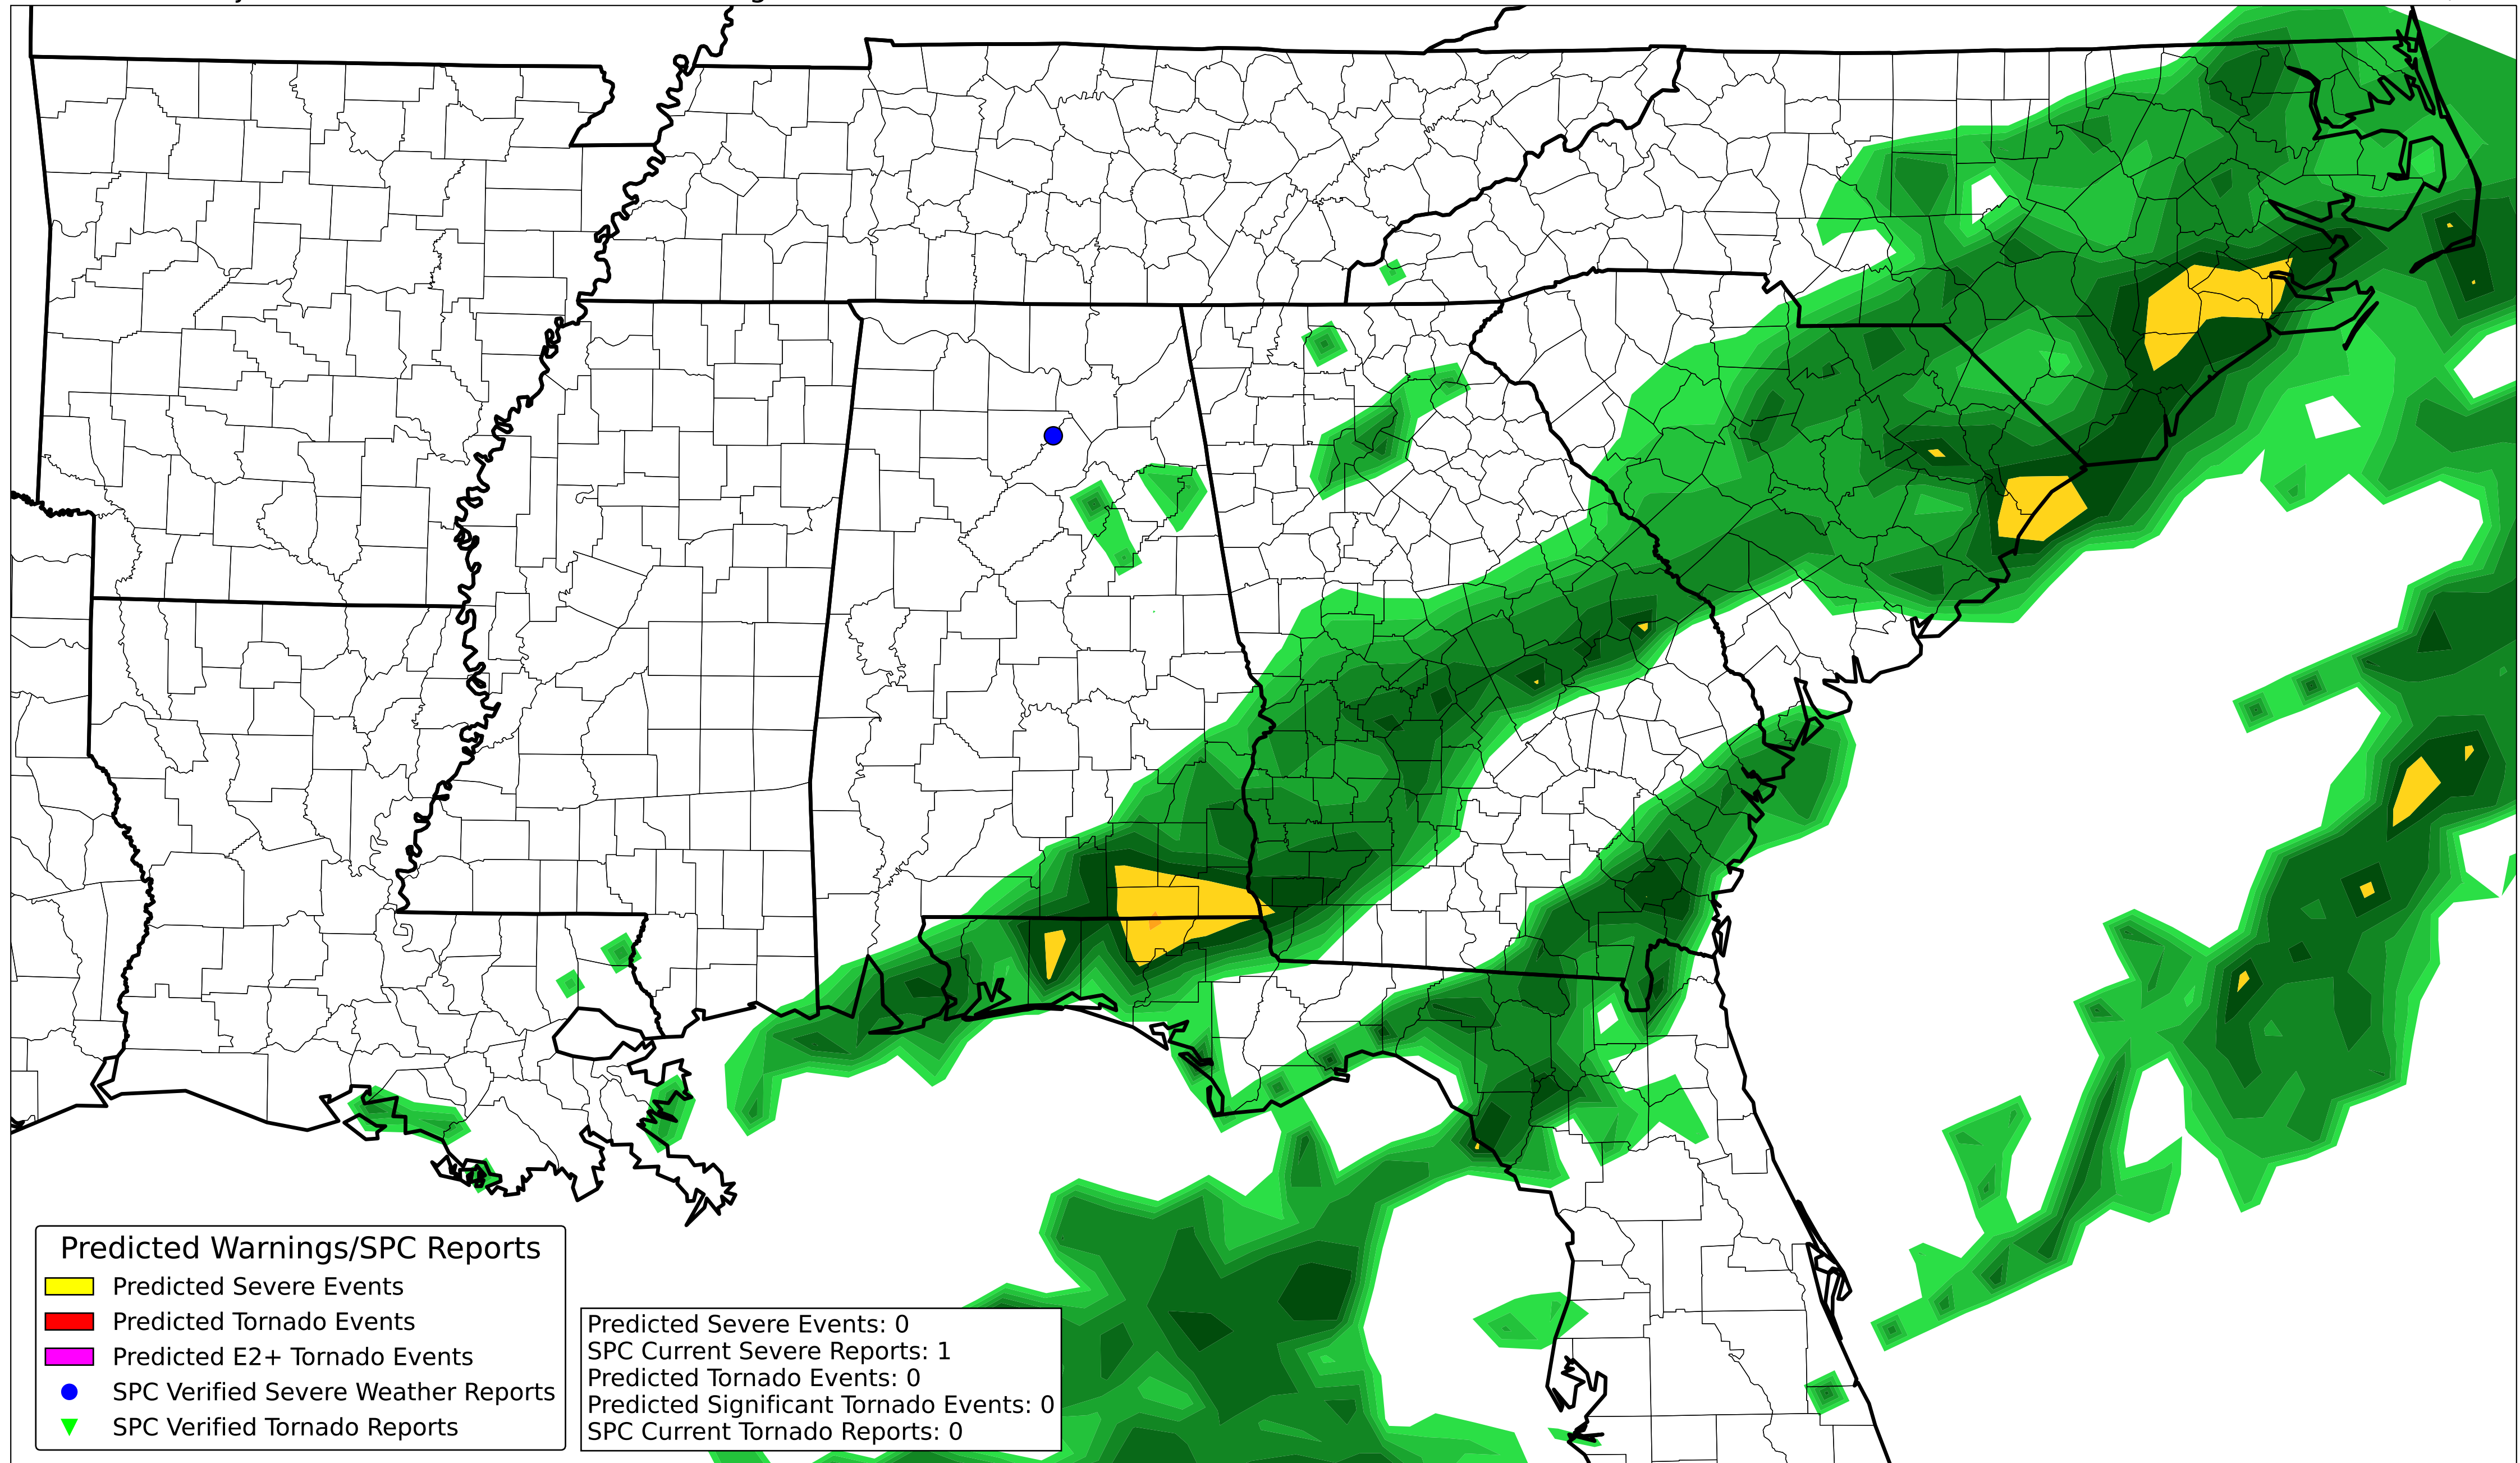 Predicted Warnings/SPC Reports
Predicted Severe Events
Predicted Tornado Events
Predicted E2+ Tornado Events
SPC Verified Severe Weather Reports
SPC Verified Tornado Reports
Predicted Severe Events: 0
SPC Current Severe Reports: 1
Predicted Tornado Events: 0
Predicted Significant Tornado Events: 0
SPC Current Tornado Reports: 0